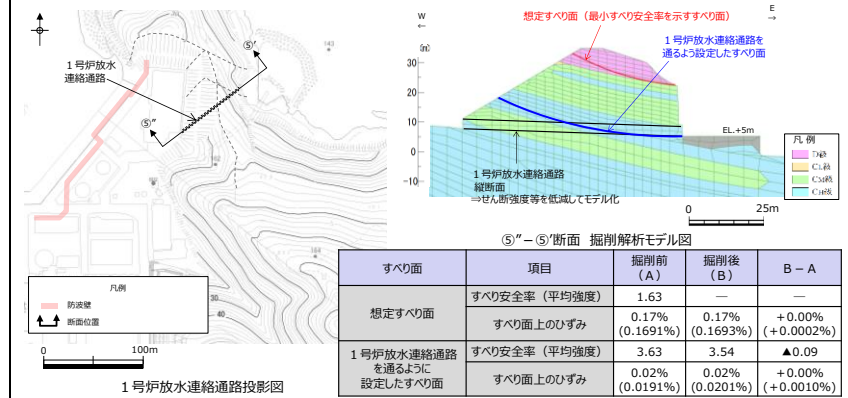 ⑤’
⑤”
１号炉放水
連絡通路
143
162
184
30
40
凡例
防波壁
断面位置
0
100m
１号炉放水連絡通路投影図
W
E
想定すべり面（最小すべり安全率を示すすべり面）
１号炉放水連絡通路を
通るよう設定したすべり面
(m)
30
20
10
0
-10
EL.+5m
１号炉放水連絡通路
縦断面
⇒せん断強度等を低減してモデル化
凡 例
D級
CL級
CM級
CH級
0
25m
⑤”－⑤’断面 掘削解析モデル図
すべり面 項目 掘削前（A） 掘削後（B） B－A
想定すべり面 すべり安全率（平均強度） 1.63 — —
すべり面上のひずみ 0.17%(0.1691%) 0.17%(0.1693%) +0.00%(+0.0002%)
１号炉放水連絡通路を通るように設定したすべり面 すべり安全率（平均強度） 3.63 3.54 ▲0.09
すべり面上のひずみ 0.02%(0.0191%) 0.02%(0.0201%) +0.00%(+0.0010%)